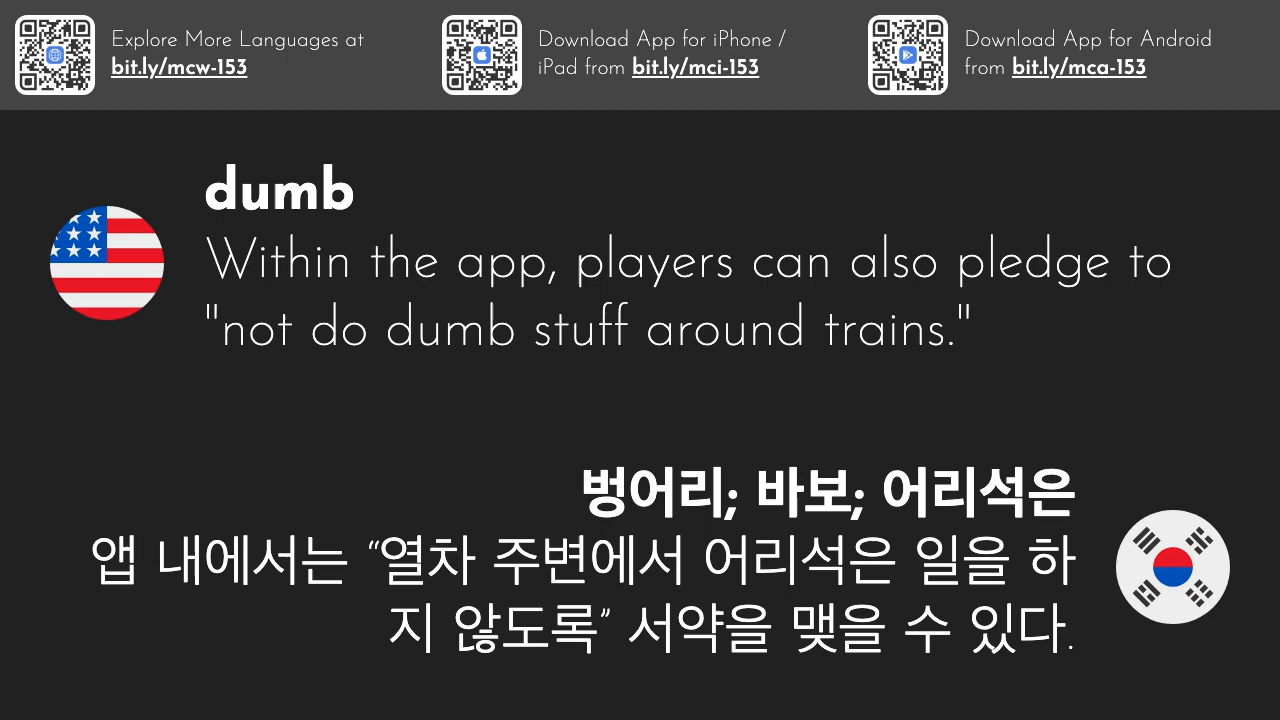 Explore More Languages at
bit.ly/mcw-153
Download App for iPhone /
iPad from bit.ly/mci-153
Download App for Android
from bit.ly/mca-153
dumb
Within the app, players can also pledge to
"not do dumb stuff around trains."
벙어리; 바보; 어리석은
앱 내에서는 “열차 주변에서 어리석은 일을 하
지 않도록” 서약을 맺을 수 있다.